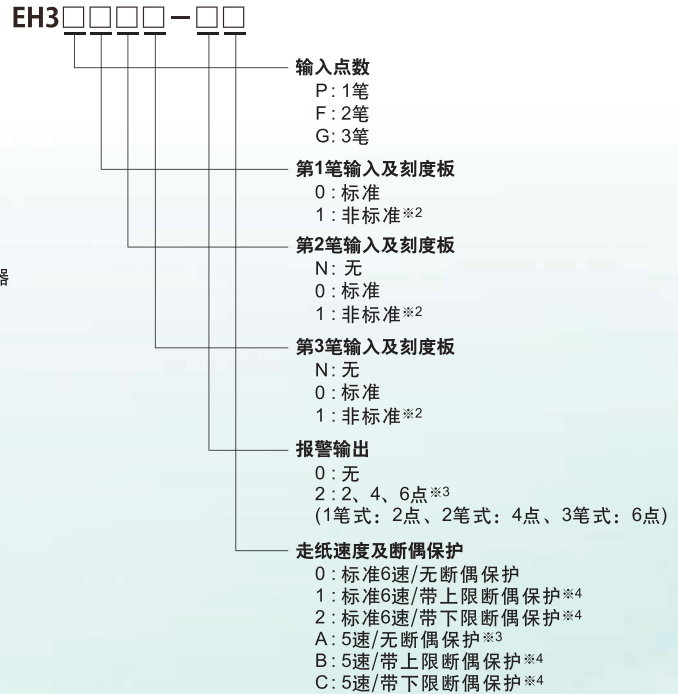 EH3□□□□－□□
输入点数
P：1笔
F：2笔
G：3笔
第1笔输入及刻度板
0：标准
1：非标准※2
第2笔输入及刻度板
器
N：无
0：标准
1：非标准※2
第3笔输入及刻度板
N：无
0：标准
1：非标准※2
报警输出
0：无
2：2、4、6点※3
(1笔式：2点、2笔式：4点、3笔式：6点)
走纸速度及断偶保护
0：标准6速/无断偶保护
1：标准6速/带上限断偶保护※4
2：标准6速/带下限断偶保护※4
A：5速/无断偶保护※3
B：5速/带上限断偶保护※4
C：5速/带下限断偶保护※4